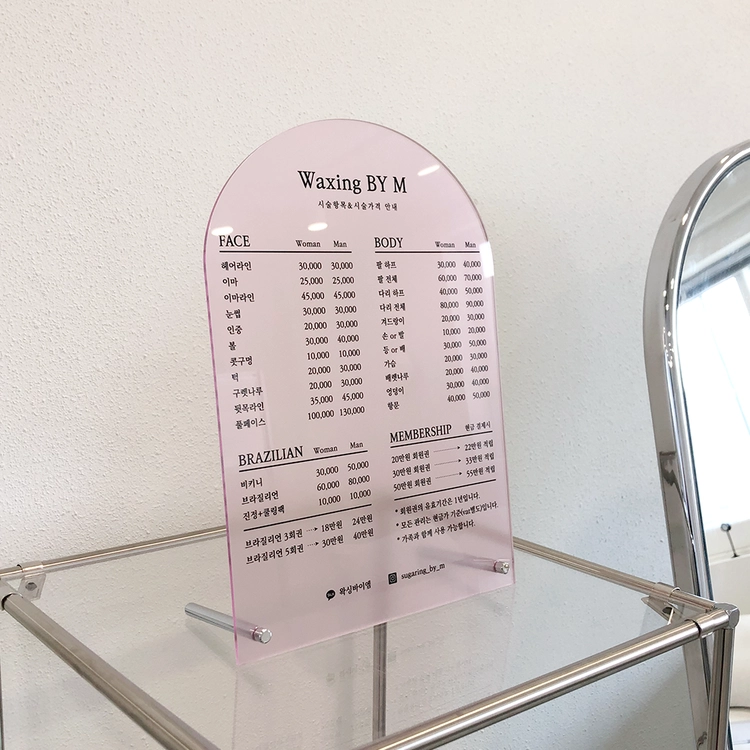 Waxing BY M
시술항목&시술가격 안내
FACE Woman Man
헤어라인 30,000 30,000
이마 25,000 25,000
이마라인 45,000 45,000
눈썹 30,000 30,000
인중 20,000 30,000
볼 30,000 40,000
콧구멍 10,000 10,000
턱 20,000 30,000
구렛나루 20,000 30,000
뒷목라인 35,000 45,000
풀페이스 100,000 130,000
BODY Woman Man
팔 하프 30,000 40,000
팔 전체 60,000 70,000
다리 하프 40,000 50,000
다리 전체 80,000 90,000
겨드랑이 20,000 30,000
손 or 발 10,000 20,000
등 or 배 30,000 50,000
가슴 20,000 30,000
배렛나루 20,000 30,000
엉덩이 30,000 40,000
항문 40,000 50,000
BRAZILIAN Woman Man
비키니 30,000 50,000
브라질리언 60,000 80,000
진정+쿨링팩 10,000 10,000
브라질리언 3회권 ····→ 18만원 24만원
브라질리언 5회권 ····→ 30만원 40만원
MEMBERSHIP 현금 결제시
20만원 회원권 → 22만원 적립
30만원 회원권 → 33만원 적립
50만원 회원권 → 55만원 적립
* 회원권의 유효기간은 1년입니다.
* 모든 관리는 현금가 기준(vat별도)입니다.
* 가족과 함께 사용 가능합니다.
왁싱바이엠 sugaring_by_m